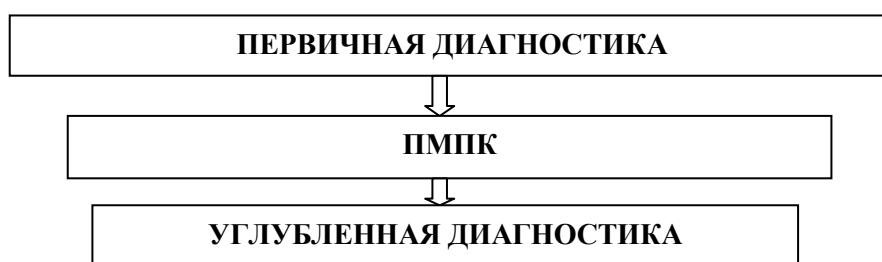 ПЕРВИЧНАЯ ДИАГНОСТИКА
ПМПК
УГЛУБЛЕННАЯ ДИАГНОСТИКА